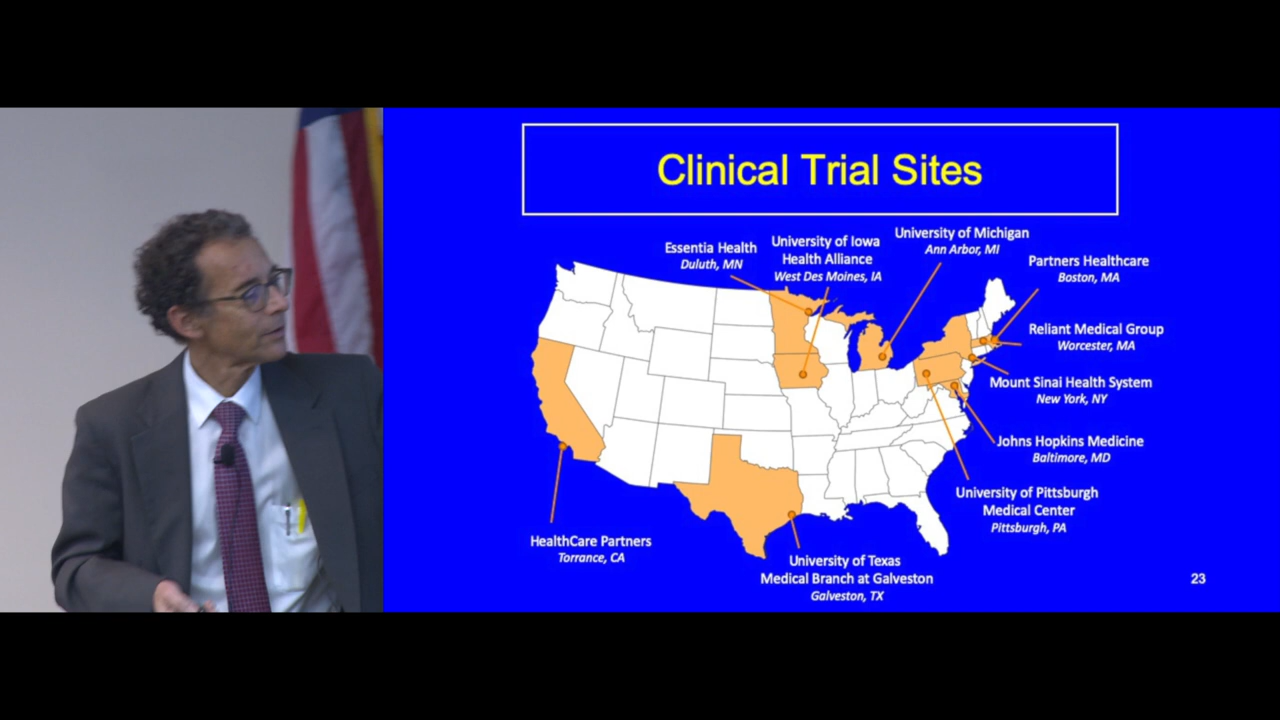 Clinical Trial Sites
Essentia Health
Duluth, MN
University of Iowa
Health Alliance
West Des Moines, IA
University of Michigan
Ann Arbor, MI
Partners Healthcare
Boston, MA
Reliant Medical Group
Worcester, MA
Mount Sinai Health System
New York, NY
Johns Hopkins Medicine
Baltimore, MD
University of Pittsburgh
Medical Center
Pittsburgh, PA
HealthCare Partners
Torrance, CA
University of Texas
Medical Branch at Galveston
Galveston, TX
23